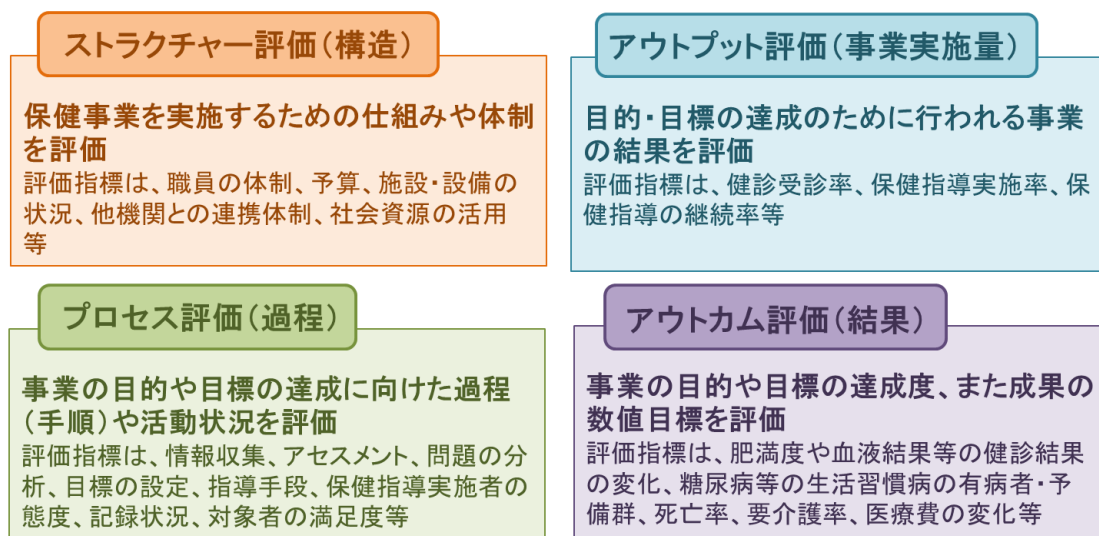 ストラクチャー評価（構造）
保健事業を実施するための仕組みや体制
を評価
評価指標は、職員の体制、予算、施設・設備の
状況、他機関との連携体制、社会資源の活用
等
アウトプット評価（事業実施量）
目的・目標の達成のために行われる事業
の結果を評価
評価指標は、健診受診率、保健指導実施率、保
健指導の継続率等
プロセス評価（過程）
事業の目的や目標の達成に向けた過程
（手順）や活動状況を評価
評価指標は、情報収集、アセスメント、問題の分
析、目標の設定、指導手段、保健指導実施者の
態度、記録状況、対象者の満足度等
アウトカム評価（結果）
事業の目的や目標の達成度、また成果の
数値目標を評価
評価指標は、肥満度や血液結果等の健診結果
の変化、糖尿病等の生活習慣病の有病者・予
備群、死亡率、要介護率、医療費の変化等